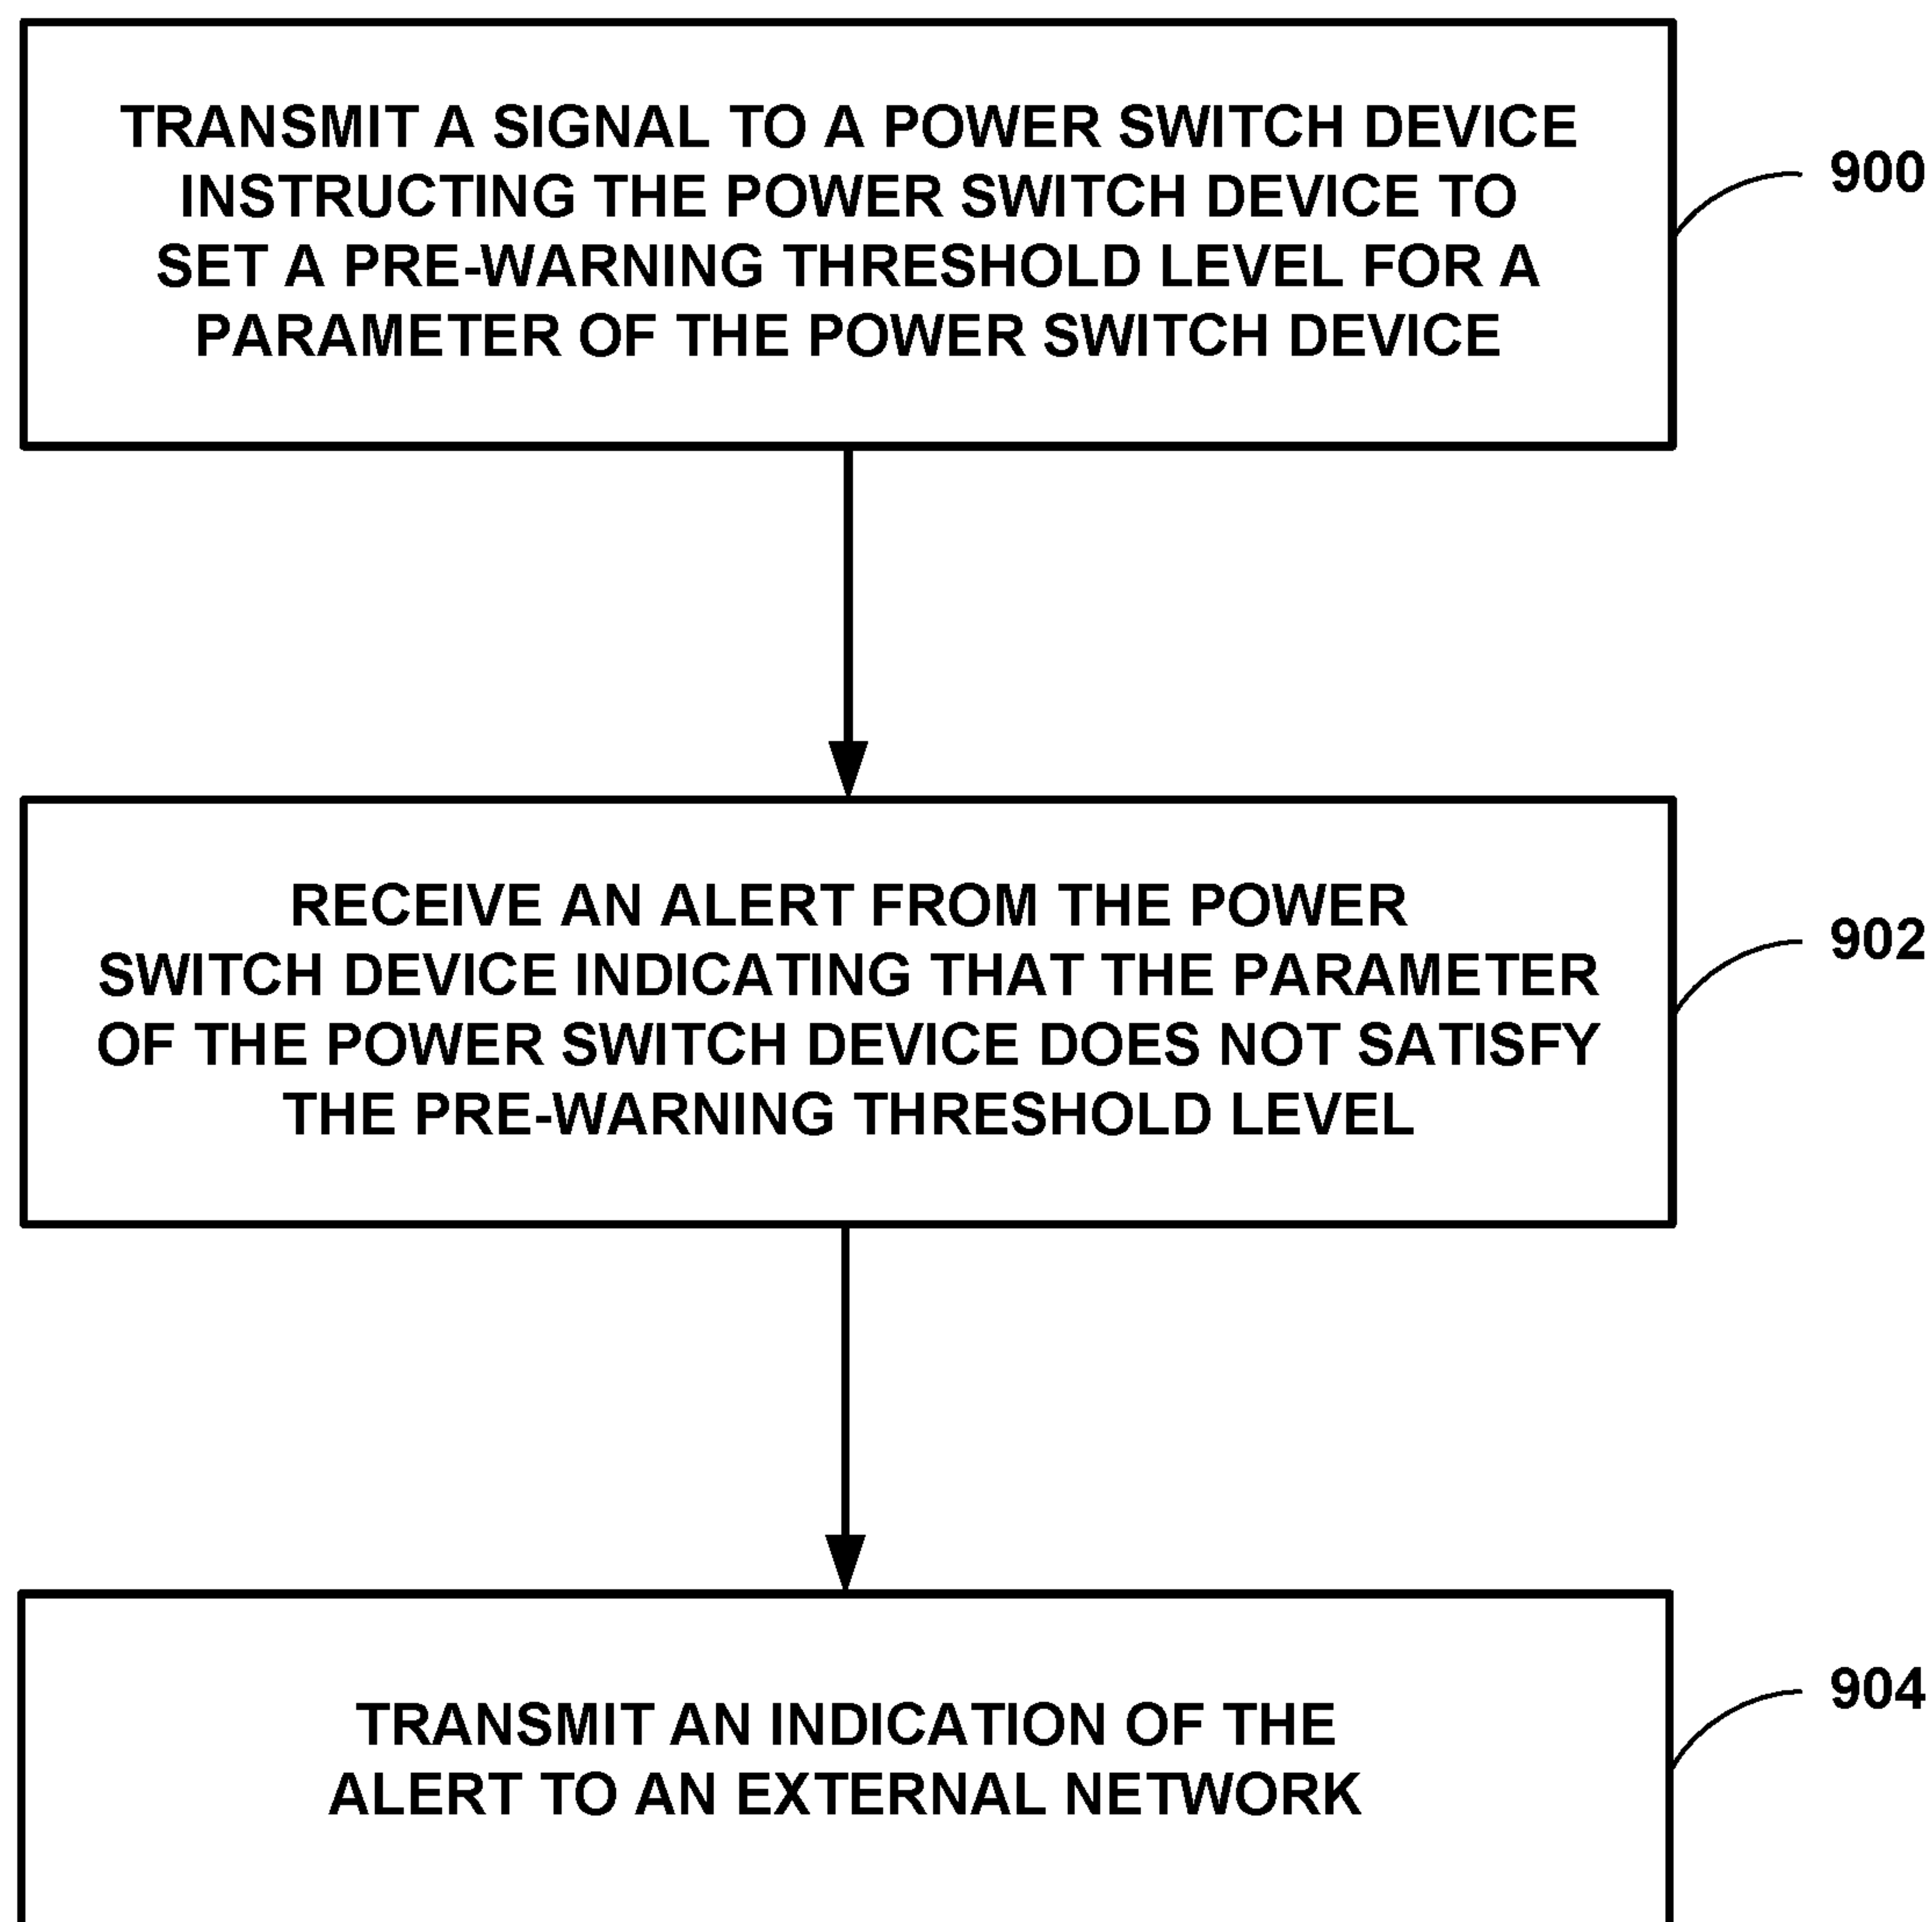 TRANSMIT A SIGNAL TO A POWER SWITCH DEVICE
INSTRUCTING THE POWER SWITCH DEVICE TO
SET A PRE-WARNING THRESHOLD LEVEL FOR A
PARAMETER OF THE POWER SWITCH DEVICE
900
RECEIVE AN ALERT FROM THE POWER
SWITCH DEVICE INDICATING THAT THE PARAMETER
OF THE POWER SWITCH DEVICE DOES NOT SATISFY
THE PRE-WARNING THRESHOLD LEVEL
902
TRANSMIT AN INDICATION OF THE
ALERT TO AN EXTERNAL NETWORK
904